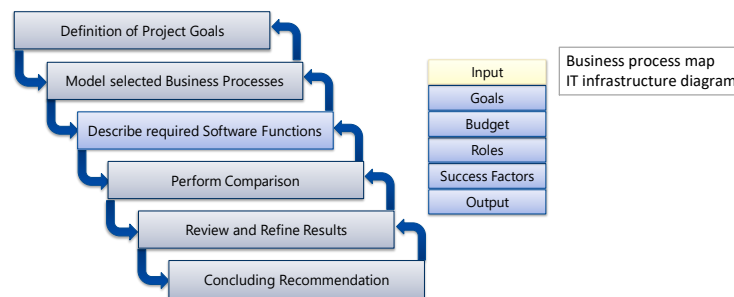 Definition of Project Goals
Model selected Business Processes
Describe required Software Functions
Perform Comparison
Review and Refine Results
Concluding Recommendation
Input
Goals
Budget
Roles
Success Factors
Output
Business process map
IT infrastructure diagram